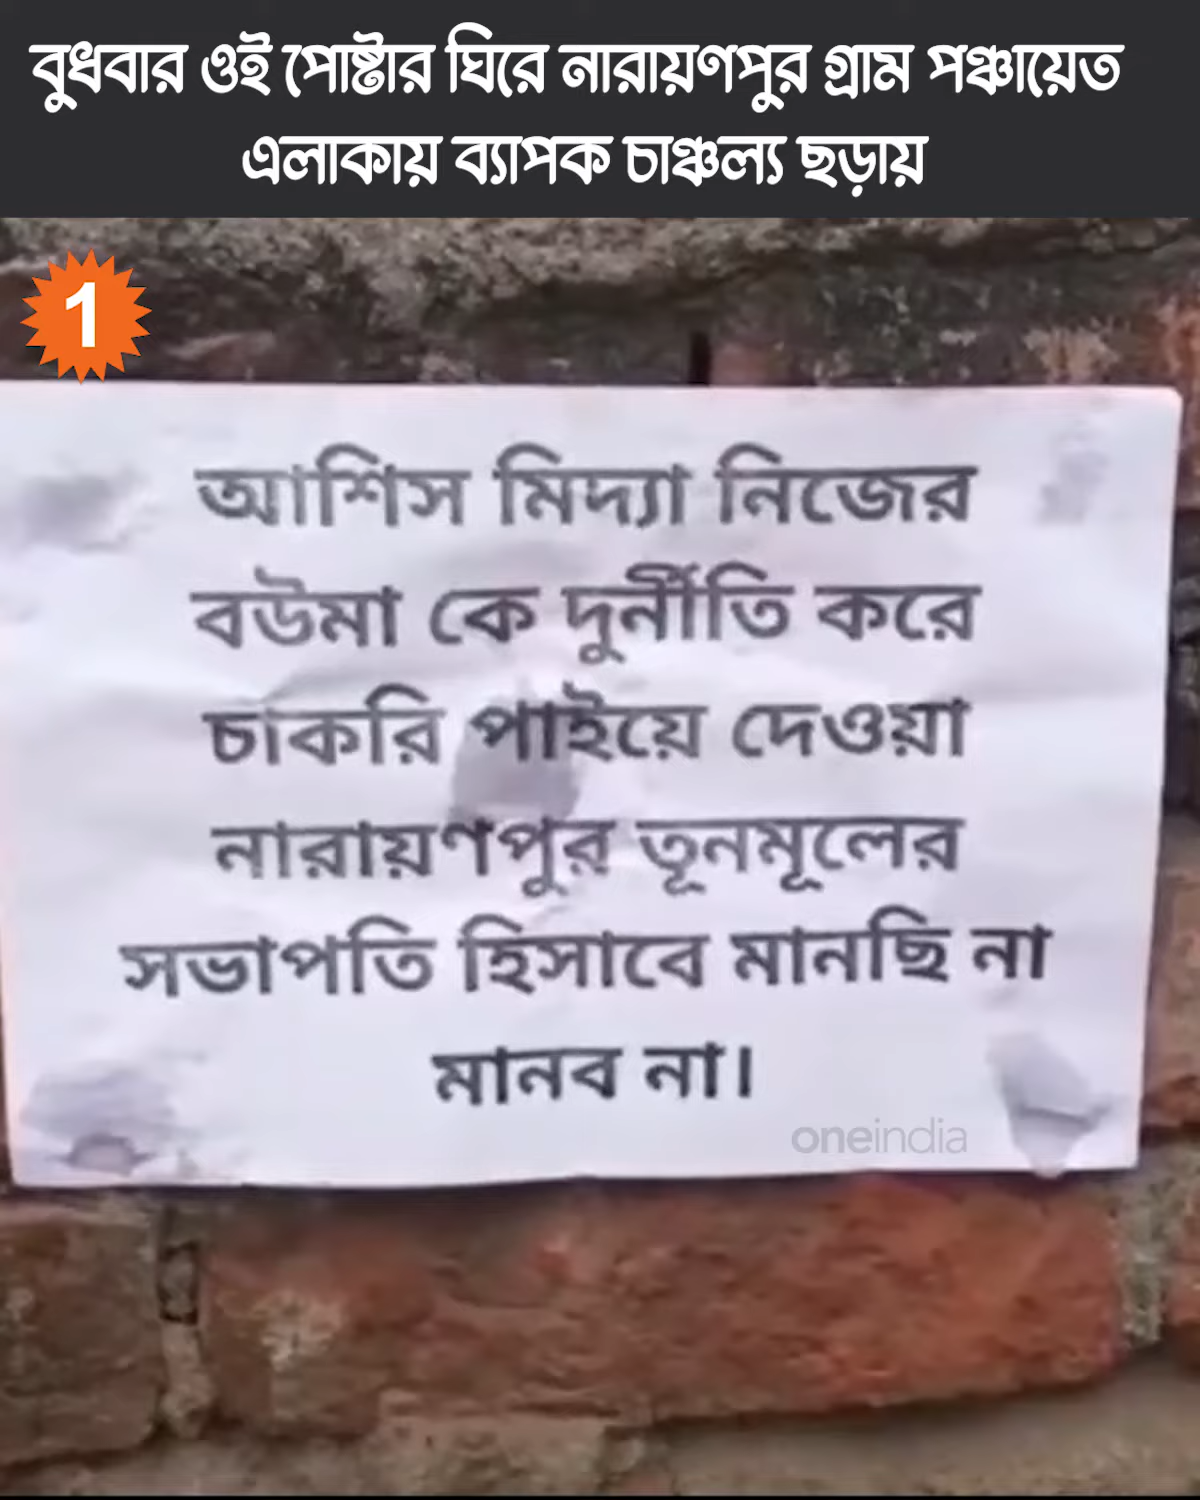 বুধবার ওই পোষ্টার ঘিরে নারায়ণপুর গ্রাম পঞ্চায়েত
এলাকায় ব্যাপক চাঞ্চল্য ছড়ায়
1
আশিস মিদ্যা নিজের
বউমা কে দুর্নীতি করে
চাকরি পাইয়ে দেওয়া
নারায়ণপুর তূনমূলের
সভাপতি হিসাবে মানছি না
মানব না।
oneindia